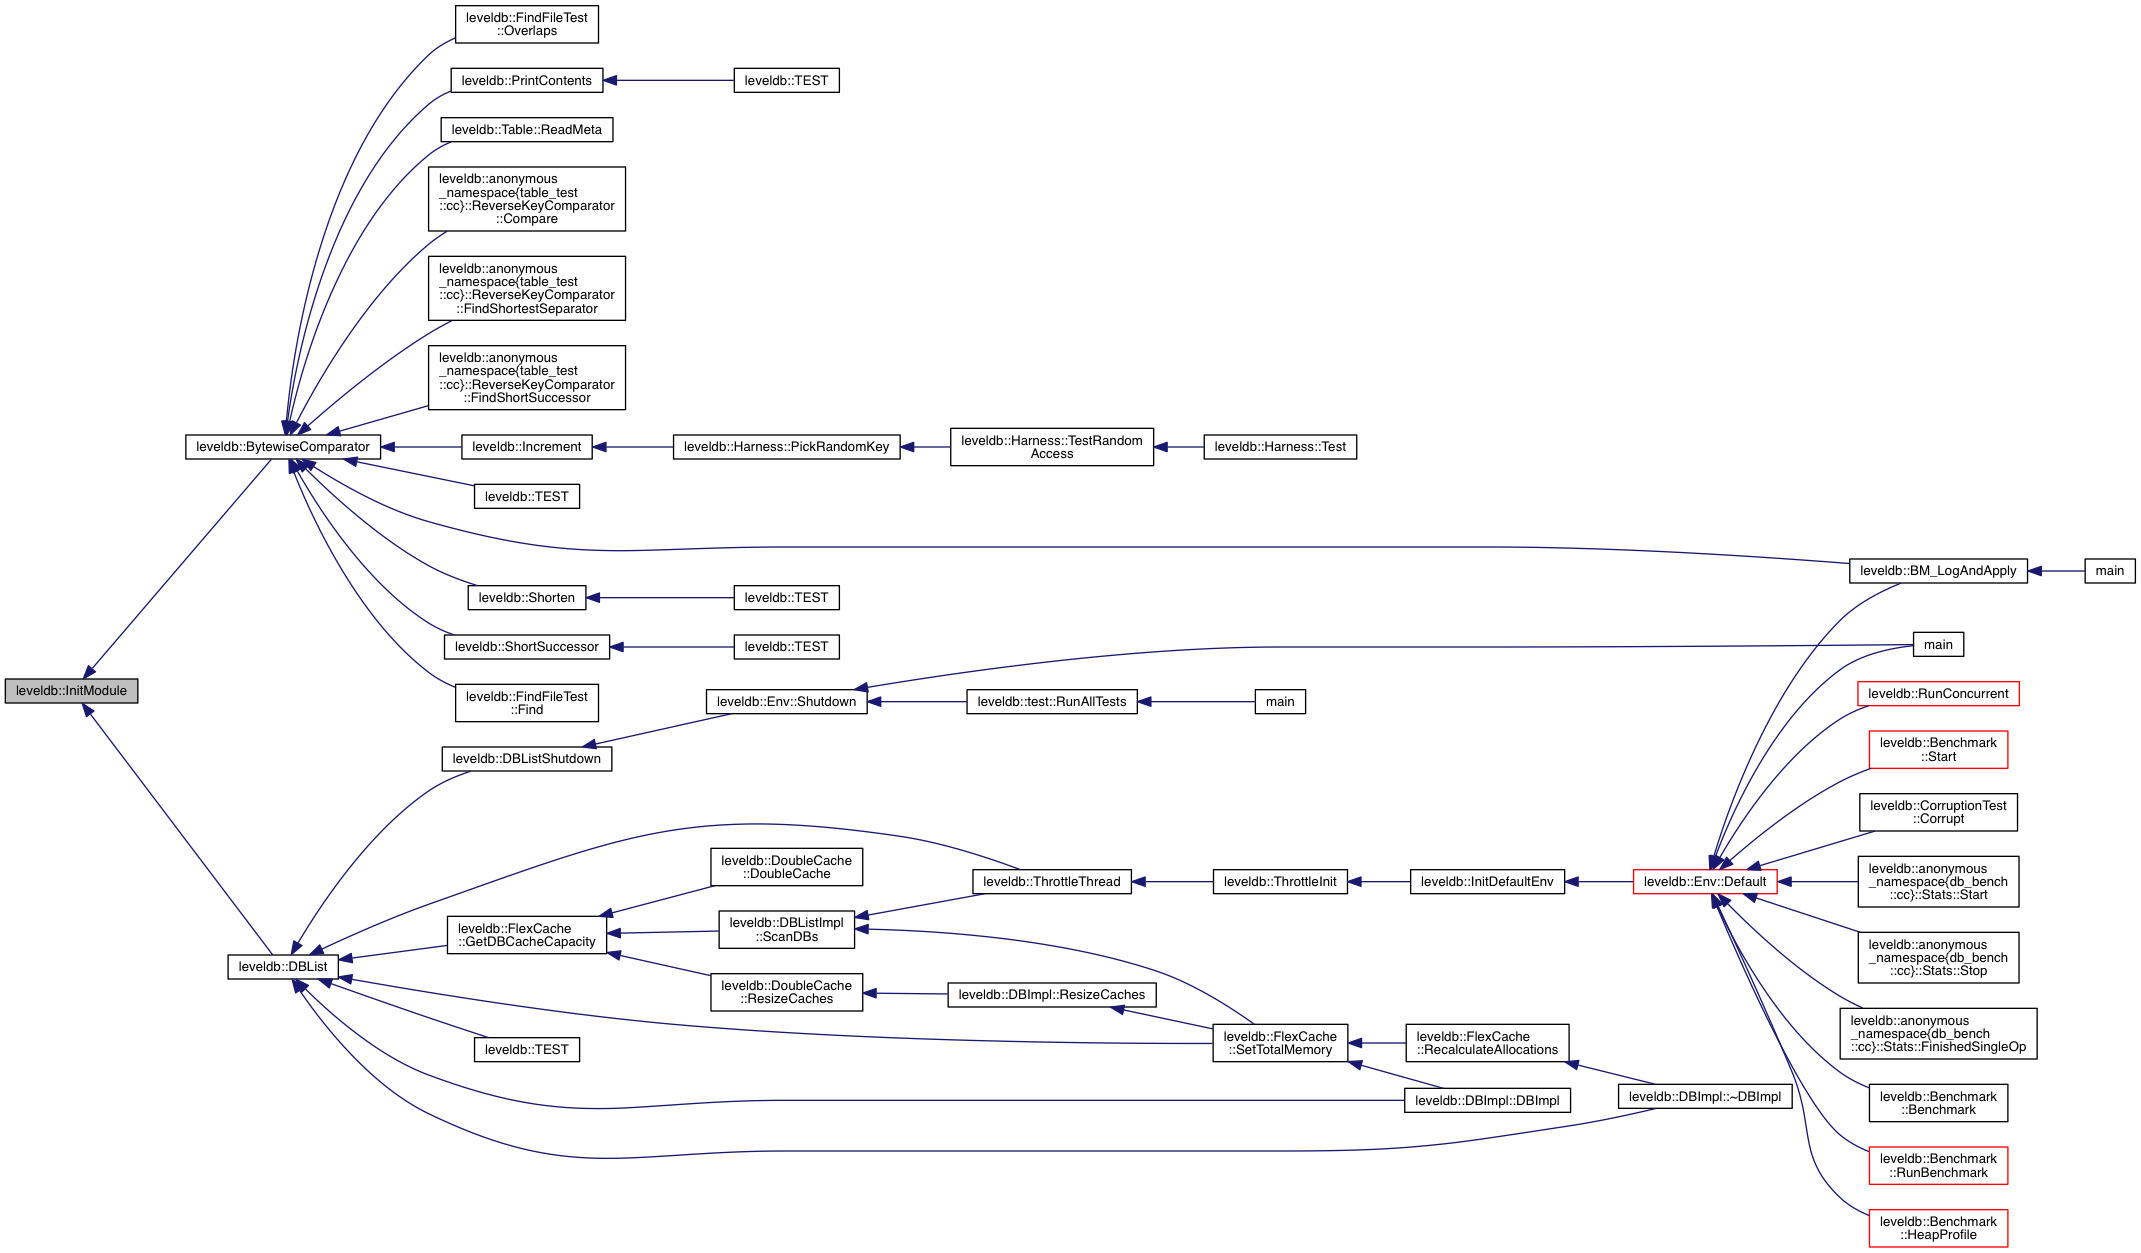 leveldb::FindFileTest
::Overlaps
leveldb::PrintContents
leveldb::TEST
leveldb::Table::ReadMeta
leveldb::anonymous
_namespace{table_test
::cc}::ReverseKeyComparator
::Compare
leveldb::anonymous
_namespace{table_test
::cc}::ReverseKeyComparator
::FindShortestSeparator
leveldb::anonymous
_namespace{table_test
::cc}::ReverseKeyComparator
::FindShortSuccessor
leveldb::BytewiseComparator
leveldb::Increment
leveldb::Harness::PickRandomKey
leveldb::Harness::TestRandom
Access
leveldb::Harness::Test
leveldb::TEST
leveldb::BM_LogAndApply
main
leveldb::Shorten
leveldb::TEST
leveldb::ShortSuccessor
leveldb::TEST
main
leveldb::InitModule
leveldb::FindFileTest
::Find
leveldb::Env::Shutdown
leveldb::test::RunAllTests
main
leveldb::RunConcurrent
leveldb::DBListShutdown
leveldb::Benchmark
::Start
leveldb::CorruptionTest
::Corrupt
leveldb::DoubleCache
::DoubleCache
leveldb::ThrottleThread
leveldb::ThrottleInit
leveldb::InitDefaultEnv
leveldb::Env::Default
leveldb::anonymous
_namespace{db_bench
::cc}::Stats::Start
leveldb::FlexCache
::GetDBCacheCapacity
leveldb::DBListImpl
::ScanDBs
leveldb::anonymous
_namespace{db_bench
::cc}::Stats::Stop
leveldb::DBList
leveldb::DoubleCache
::ResizeCaches
leveldb::DBImpl::ResizeCaches
leveldb::anonymous
_namespace{db_bench
::cc}::Stats::FinishedSingleOp
leveldb::TEST
leveldb::FlexCache
::SetTotalMemory
leveldb::FlexCache
::RecalculateAllocations
leveldb::DBImpl::DBImpl
leveldb::DBImpl::~DBImpl
leveldb::Benchmark
::Benchmark
leveldb::Benchmark
::RunBenchmark
leveldb::Benchmark
::HeapProfile